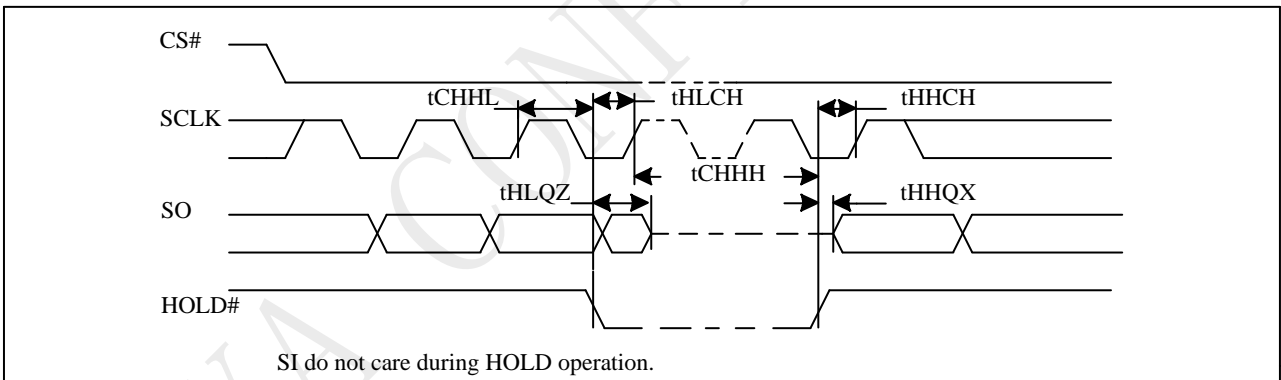 CS#
tCHHL
tHLCH
tHHCH
SCLK
tCHHH
tHLQZ
tHHQX
SO
HOLD#
SI do not care during HOLD operation.